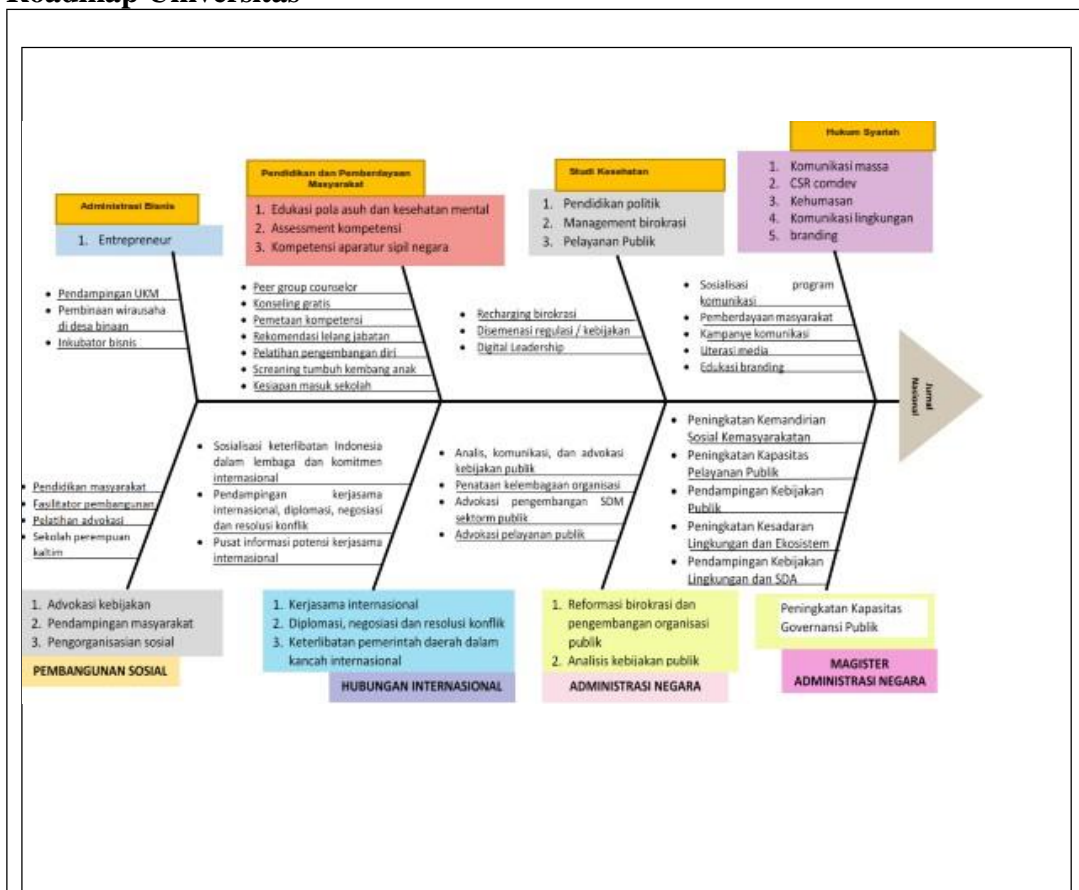 Roadmap Universitas
Hukum Syariah
1. Komunikasi massa
2. CSR comdev
3. Kehumasan
4. Komunikasi lingkungan
5. branding
Pendidikan dan Pemberdayaan
Masyarakat
1. Edukasi pola asuh dan kesehatan mental
2. Assessment kompetensi
3. Kompetensi aparatur sipil negara
Studi Kesehatan
1. Pendidikan politik
2. Management birokrasi
3. Pelayanan Publik
Administrasi Bisnis
1. Entrepreneur
• Pendampingan UKM
• Pembinaan wirausaha
di desa binaan
• Inkubator bisnis
• Peer group counselor
• Konseling gratis
• Pemetaan kompetensi
• Rekomendasi lelang jabatan
• Pelatihan pengembangan diri
• Screaning tumbuh kembang anak
• Kesiapan masuk sekolah
• Recharging birokrasi
• Disemenasi regulasi / kebijakan
• Digital Leadership
• Sosialisasi program
komunikasi
• Pemberdayaan masyarakat
• Kampanye komunikasi
• Literasi media
• Edukasi branding
Jurnal
Nasional
• Pendidikan masyarakat
• Fasilitator pembangunan
• Pelatihan advokasi
• Sekolah perempuan
kaltim
• Sosialisasi keterlibatan Indonesia
dalam lembaga dan komitmen
internasional
• Pendampingan kerjasama
internasional, diplomasi, negosiasi
dan resolusi konflik
• Pusat informasi potensi kerjasama
internasional
• Analis, komunikasi, dan advokasi
kebijakan publik
• Penataan kelembagaan organisasi
• Advokasi pengembangan SDM
sektorm publik
• Advokasi pelayanan publik
• Peningkatan Kemandirian
Sosial Kemasyarakatan
• Peningkatan Kapasitas
Pelayanan Publik
• Pendampingan Kebijakan
Publik
• Peningkatan Kesadaran
Lingkungan dan Ekosistem
• Pendampingan Kebijakan
Lingkungan dan SDA
1. Advokasi kebijakan
2. Pendampingan masyarakat
3. Pengorganisasian sosial
PEMBANGUNAN SOSIAL
1. Kerjasama internasional
2. Diplomasi, negosiasi dan resolusi konflik
3. Keterlibatan pemerintah daerah dalam
kancah internasional
HUBUNGAN INTERNASIONAL
1. Reformasi birokrasi dan
pengembangan organisasi
publik
2. Analisis kebijakan publik
ADMINISTRASI NEGARA
Peningkatan Kapasitas
Governansi Publik
MAGISTER
ADMINISTRASI NEGARA